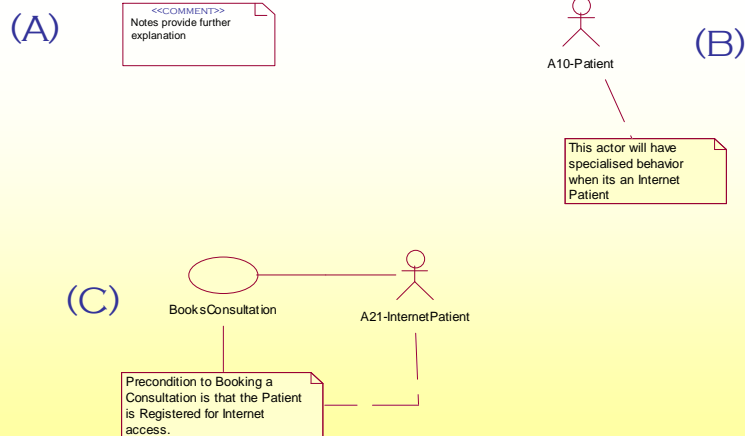 (A)
<<COMMENT>>
Notes provide further
explanation
A10-Patient
(B)
This actor will have
specialised behavior
when its an Internet
Patient
(C)
BooksConsultation
A21-InternetPatient
Precondition to Booking a
Consultation is that the Patient
is Registered for Internet
access.